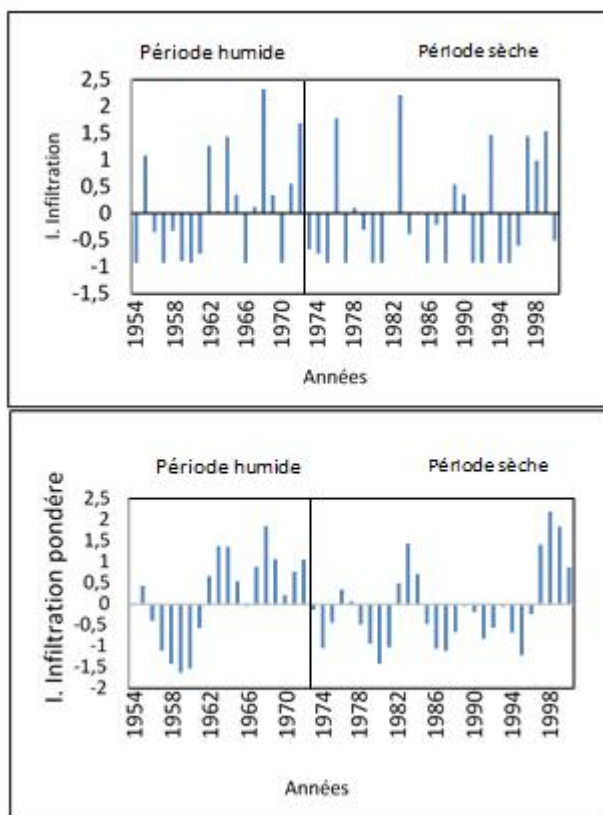 Période humide Période sèche
2,5
2
1,5
1
0,5
0
-0,5
-1
-1,5
I. Infiltration
1954 1958 1962 1966 1970 1974 1978 1982 1986 1990 1994 1998
Années
Période humide Période sèche
2,5
2
1,5
1
0,5
0
-0,5
-1
-1,5
-2
I. Infiltration pondére
1954 1958 1962 1966 1970 1974 1978 1982 1986 1990 1994 1998
Années